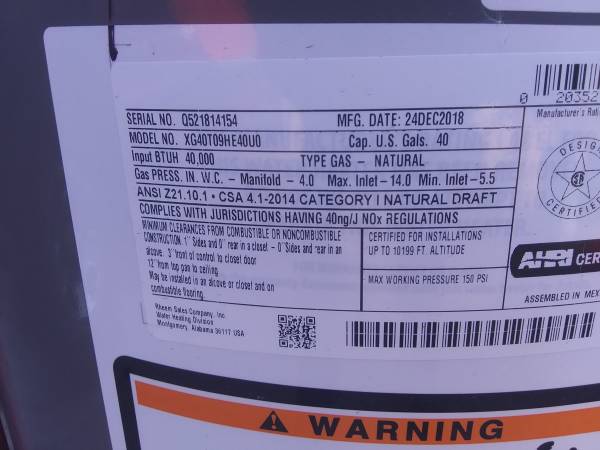 SERIAL NO. Q521814154 MFG. DATE: 24DEC2018
MODEL NO. XG40T09HE40U0 Cap. U.S. Gals. 40
Input BTUH 40,000 TYPE GAS - NATURAL
Gas PRESS. IN. W.C. - Manifold - 4.0 Max. Inlet-14.0 Min. Inlet-5.5
ANSI Z21.10.1 • CSA 4.1-2014 CATEGORY I NATURAL DRAFT
COMPLIES WITH JURISDICTIONS HAVING 40ng/J NOx REGULATIONS
MINIMUM CLEARANCES FROM COMBUSTIBLE OR NONCOMBUSTIBLE
CONSTRUCTION. 1" Sides and 0" rear in a closet - 0" Sides and rear in an
alcove. 3" front of control to closet door
12" from top pan to ceiling.
May be installed in an alcove or closet and on
combustible flooring.
CERTIFIED FOR INSTALLATIONS
UP TO 10199 FT. ALTITUDE
MAX WORKING PRESSURE 150 PSI
Rheem Sales Company, Inc.
Water Heating Division
Montgomery, Alabama 36117 USA
0 20352
Manufacturer's Rati
DESIGN
CERTIFIED
AHRI CER
ASSEMBLED IN MEX
WARNING